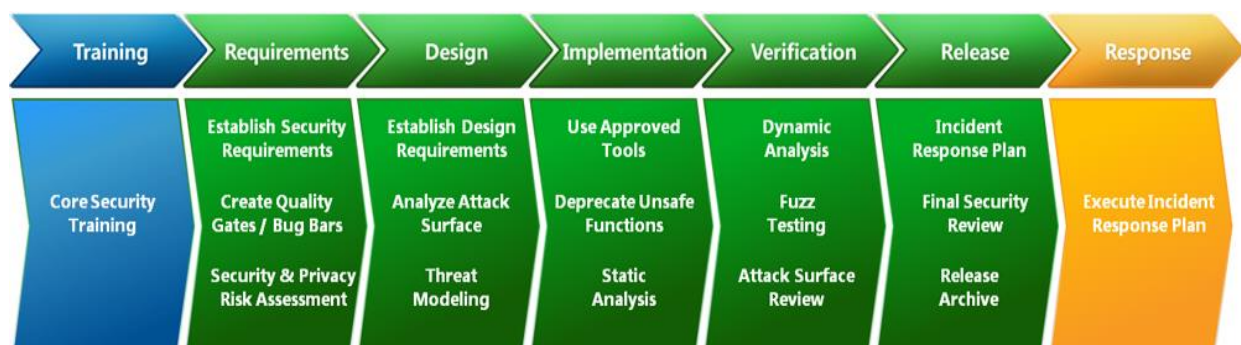 Training
Requirements
Design
Implementation
Verification
Release
Response
Core Security
Training
Establish Security
Requirements
Create Quality
Gates / Bug Bars
Security & Privacy
Risk Assessment
Establish Design
Requirements
Analyze Attack
Surface
Threat
Modeling
Use Approved
Tools
Deprecate Unsafe
Functions
Static
Analysis
Dynamic
Analysis
Fuzz
Testing
Attack Surface
Review
Incident
Response Plan
Final Security
Review
Release
Archive
Execute Incident
Response Plan